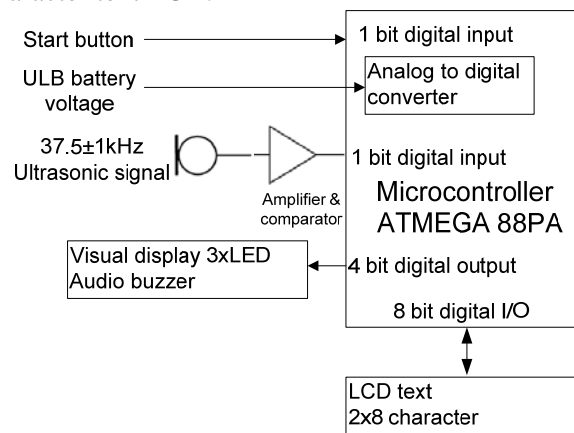 Start button
1 bit digital input
ULB battery
voltage
Analog to digital
converter
37.5±1kHz
Ultrasonic signal
Amplifier &
comparator
1 bit digital input
Microcontroller
ATMEGA 88PA
Visual display 3xLED
Audio buzzer
4 bit digital output
8 bit digital I/O
LCD text
2x8 character